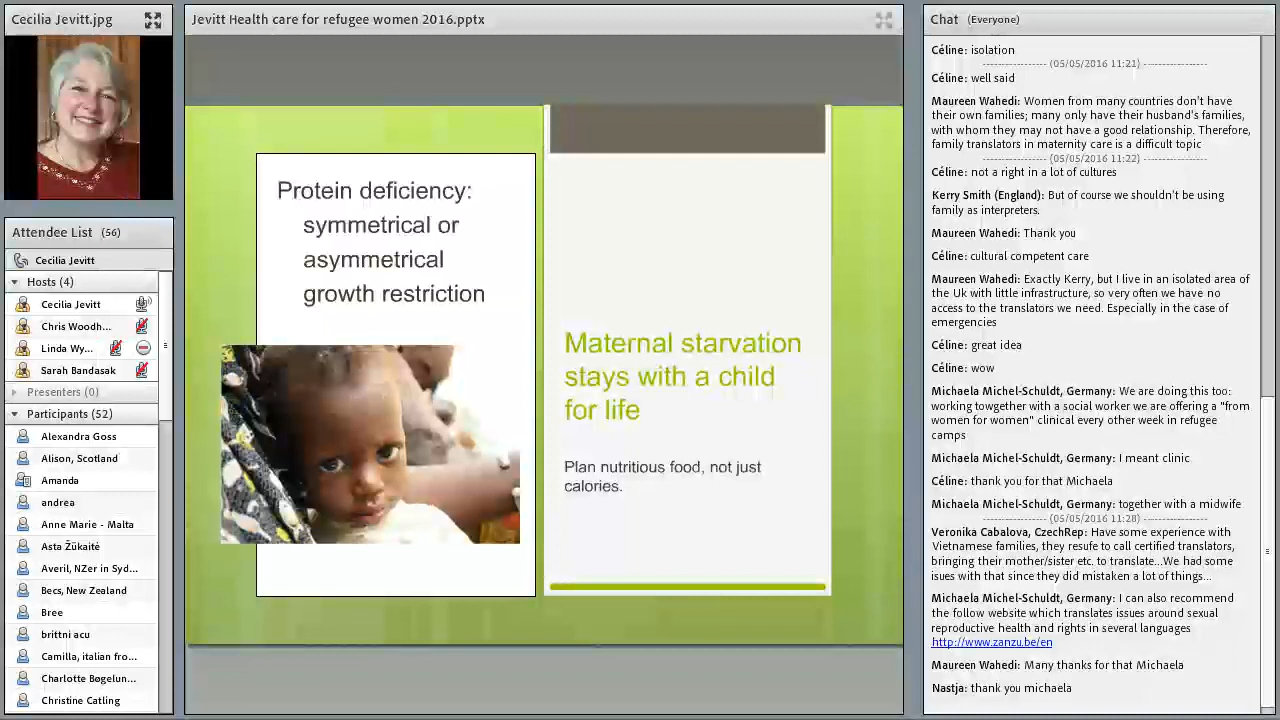 Cecilia Jevitt.jpg
Attendee List (56)
Cecilia Jevitt
Hosts (4)
Cecilia Jevitt
Chris Woodh...
Linda Wy...
Sarah Bandasak
Presenters (0)
Participants (52)
Alexandra Goss
Alison, Scotland
Amanda
andrea
Anne Marie - Malta
Asta Žūkaitė
Averil, NZer in Syd...
Becs, New Zealand
Bree
brittni acu
Camilla, italian fro...
Charlotte Bøgelun...
Christine Catling
Jevitt Health care for refugee women 2016.pptx
Protein deficiency:
symmetrical or
asymmetrical
growth restriction
Maternal starvation
stays with a child
for life
Plan nutritious food, not just
calories.
Chat (Everyone)
Céline: isolation
------------------ (05/05/2016 11:21) ------------------
Céline: well said
Maureen Wahedi: Women from many countries don't have
their own families; many only have their husband's families,
with whom they may not have a good relationship. Therefore,
family translators in maternity care is a difficult topic
------------------ (05/05/2016 11:22) ------------------
Céline: not a right in a lot of cultures
Kerry Smith (England): But of course we shouldn't be using
family as interpreters.
Maureen Wahedi: Thank you
Céline: cultural competent care
Maureen Wahedi: Exactly Kerry, but I live in an isolated area of
the Uk with little infrastructure, so very often we have no
access to the translators we need. Especially in the case of
emergencies
Céline: great idea
Céline: wow
Michaela Michel-Schuldt, Germany: We are doing this too:
working towgether with a social worker we are offering a "from
women for women" clinical every other week in refugee
camps
Michaela Michel-Schuldt, Germany: I meant clinic
Céline: thank you for that Michaela
Michaela Michel-Schuldt, Germany: together with a midwife
------------------ (05/05/2016 11:28) ------------------
Veronika Cabalova, CzechRep: Have some experience with
Vietnamese families, they resufe to call certified translators,
bringing their mother/sister etc. to translate...We had some
isues with that since they did mistaken a lot of things...
Michaela Michel-Schuldt, Germany: I can also recommend
the follow website which translates issues around sexual
reproductive health and rights in several languages
http://www.zanzu.be/en
Maureen Wahedi: Many thanks for that Michaela
Nastja: thank you michaela